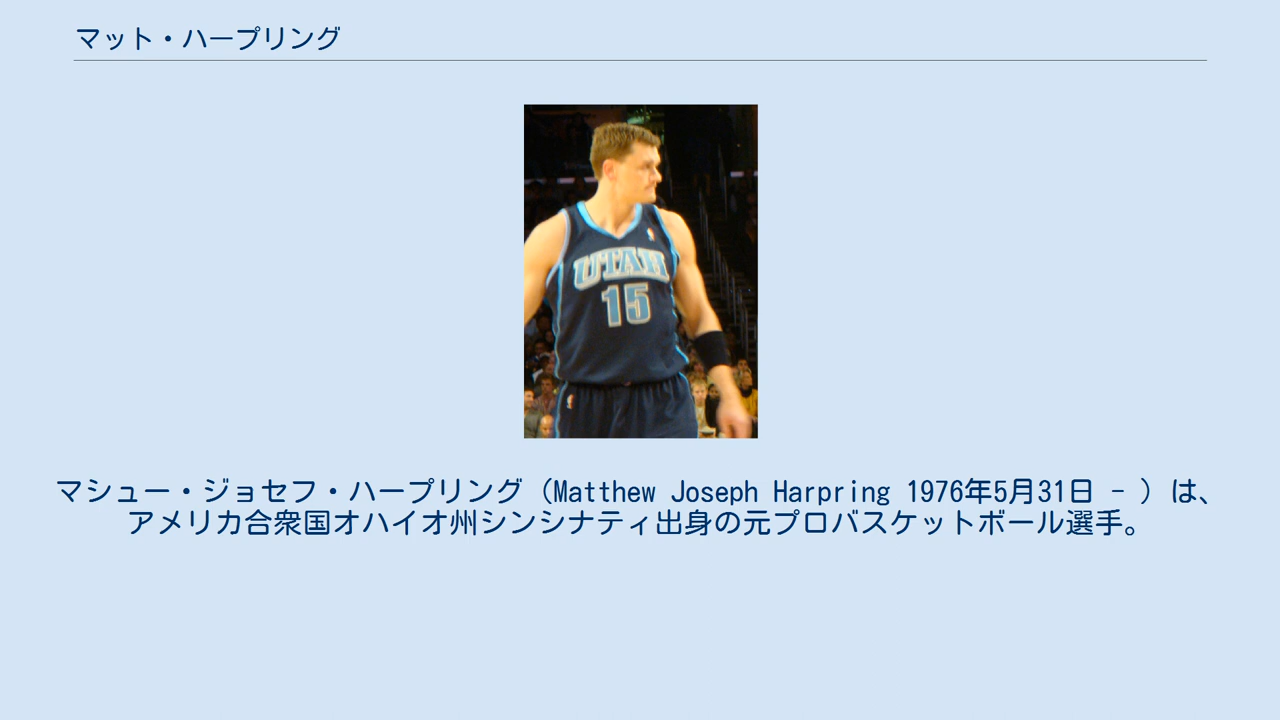 マット・ハープリング
UTAH
15
マシュー・ジョセフ・ハープリング（Matthew Joseph Harpring 1976年5月31日 - ）は、
アメリカ合衆国オハイオ州シンシナティ出身の元プロバスケットボール選手。